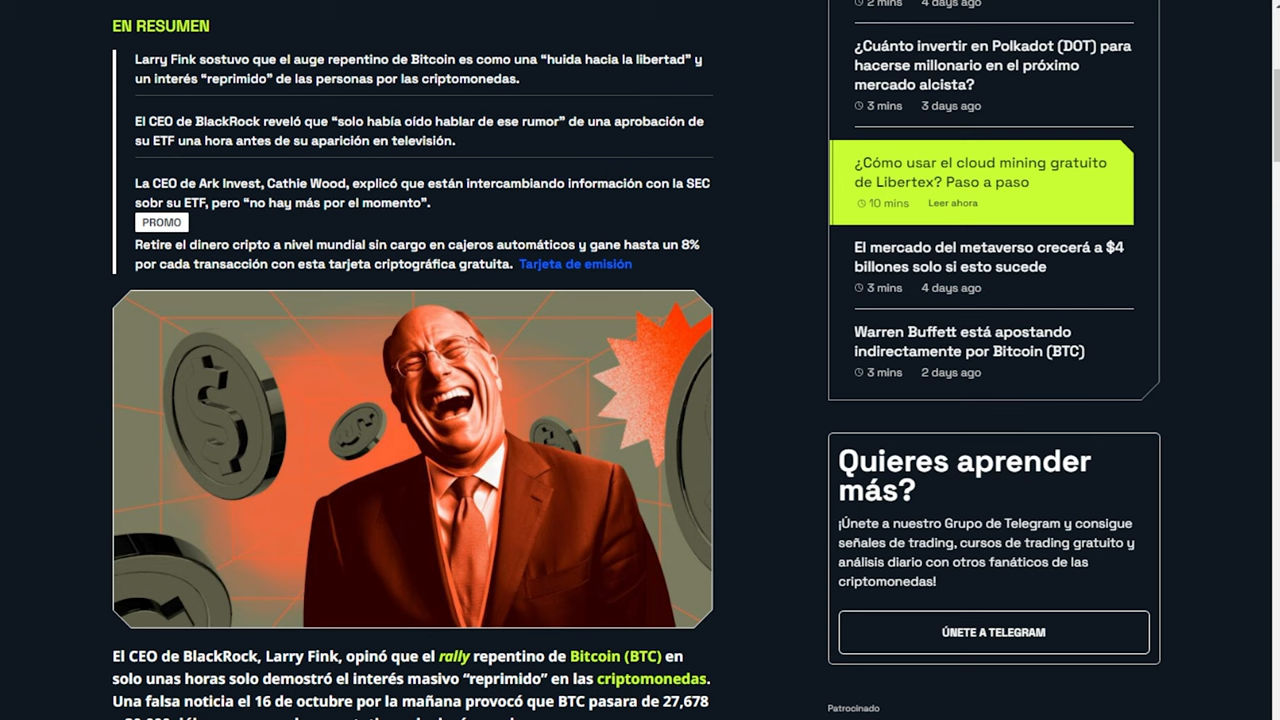 EN RESUMEN
Larry Fink sostuvo que el auge repentino de Bitcoin es como una “huida hacia la libertad” y
un interés “reprimido” de las personas por las criptomonedas.
El CEO de BlackRock reveló que “solo había oído hablar de ese rumor” de una aprobación de
su ETF una hora antes de su aparición en televisión.
La CEO de Ark Invest, Cathie Wood, explicó que están intercambiando información con la SEC
sobr su ETF, pero “no hay más por el momento”.
PROMO
Retire el dinero cripto a nivel mundial sin cargo en cajeros automáticos y gane hasta un 8%
por cada transacción con esta tarjeta criptográfica gratuita. Tarjeta de emisión
El CEO de BlackRock, Larry Fink, opinó que el rally repentino de Bitcoin (BTC) en
solo unas horas solo demostró el interés masivo “reprimido” en las criptomonedas.
Una falsa noticia el 16 de octubre por la mañana provocó que BTC pasara de 27,678
2 mins 4 days ago
¿Cuánto invertir en Polkadot (DOT) para
hacerse millonario en el próximo
mercado alcista?
3 mins 3 days ago
¿Cómo usar el cloud mining gratuito
de Libertex? Paso a paso
10 mins Leer ahora
El mercado del metaverso crecerá a $4
billones solo si esto sucede
3 mins 4 days ago
Warren Buffett está apostando
indirectamente por Bitcoin (BTC)
3 mins 2 days ago
Quieres aprender
más?
¡Únete a nuestro Grupo de Telegram y consigue
señales de trading, cursos de trading gratuito y
análisis diario con otros fanáticos de las
criptomonedas!
ÚNETE A TELEGRAM
Patrocinado